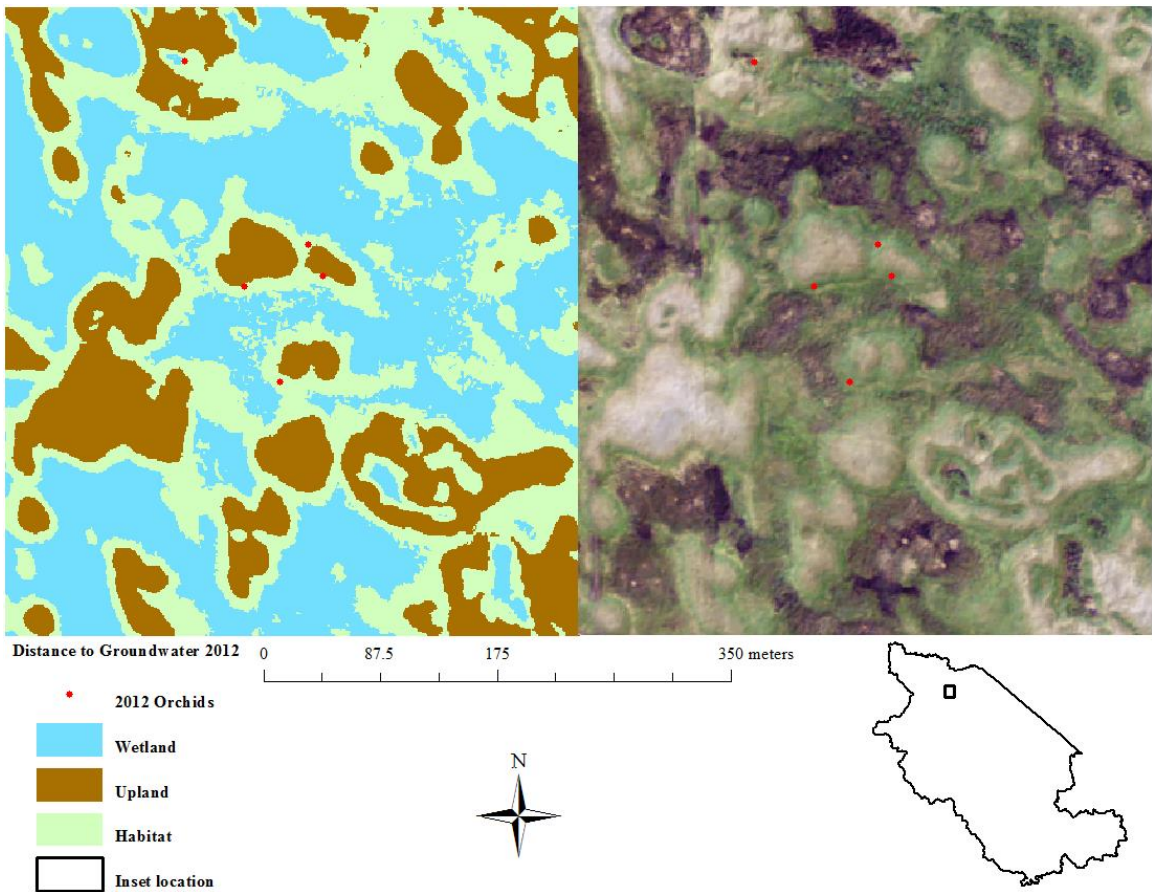 Distance to Groundwater 2012
0 87.5 175 350 meters
2012 Orchids
Wetland
Upland
Habitat
Inset location
N